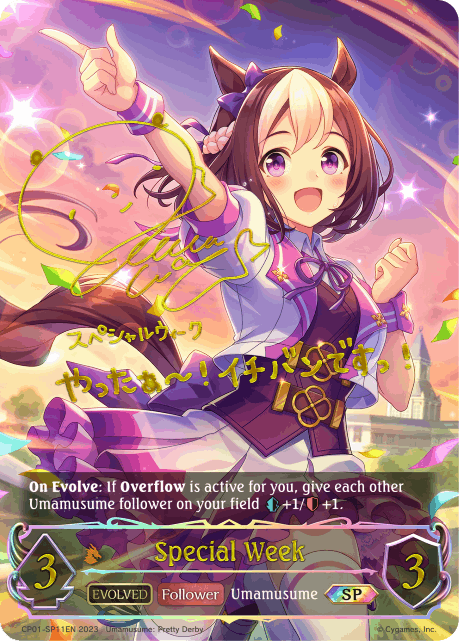 スペシャルウィーク
やったぁ〜！イチバンですっ！
On Evolve: If Overflow is active for you, give each other
Umamusume follower on your field +1/ +1.
Special Week
3
EVOLVED Follower Umamusume SP
3
CP01-SP11EN 2023 Umamusume: Pretty Derby © Cygames, Inc.